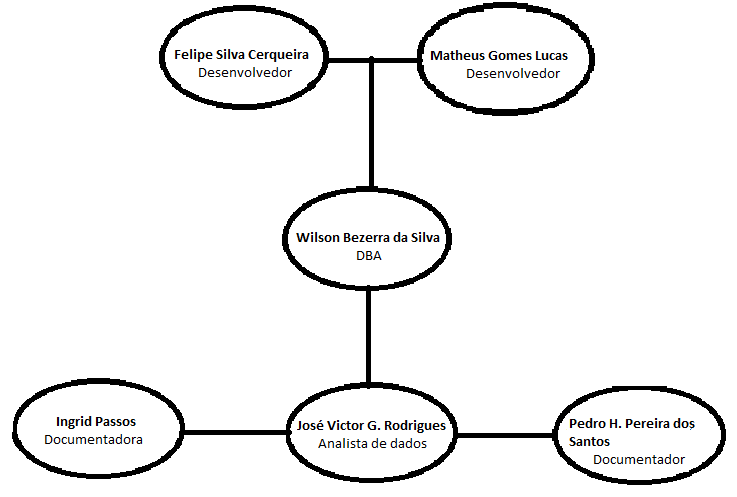 Felipe Silva Cerqueira
Desenvolvedor
Matheus Gomes Lucas
Desenvolvedor
Wilson Bezerra da Silva
DBA
Ingrid Passos
Documentadora
José Victor G. Rodrigues
Analista de dados
Pedro H. Pereira dos
Santos
Documentador